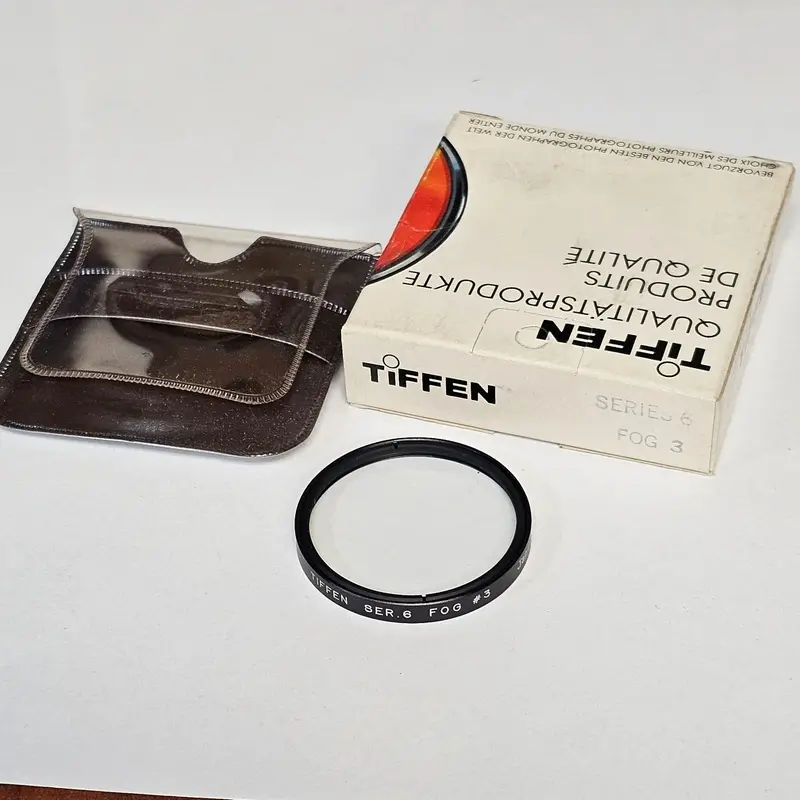 BEVORZUGT VON DEN BESTEN PHOTOGRAPHEN DER WELT
CHOIX DES MEILLEURS PHOTOGRAPHES DU MONDE ENTIER
TIFFEN
QUALITÄTSPRODUKTE
PRODUITS
DE QUALITÉ
TIFFEN
SERIES 6
FOG 3
TIFFEN SER.6 FOG #3